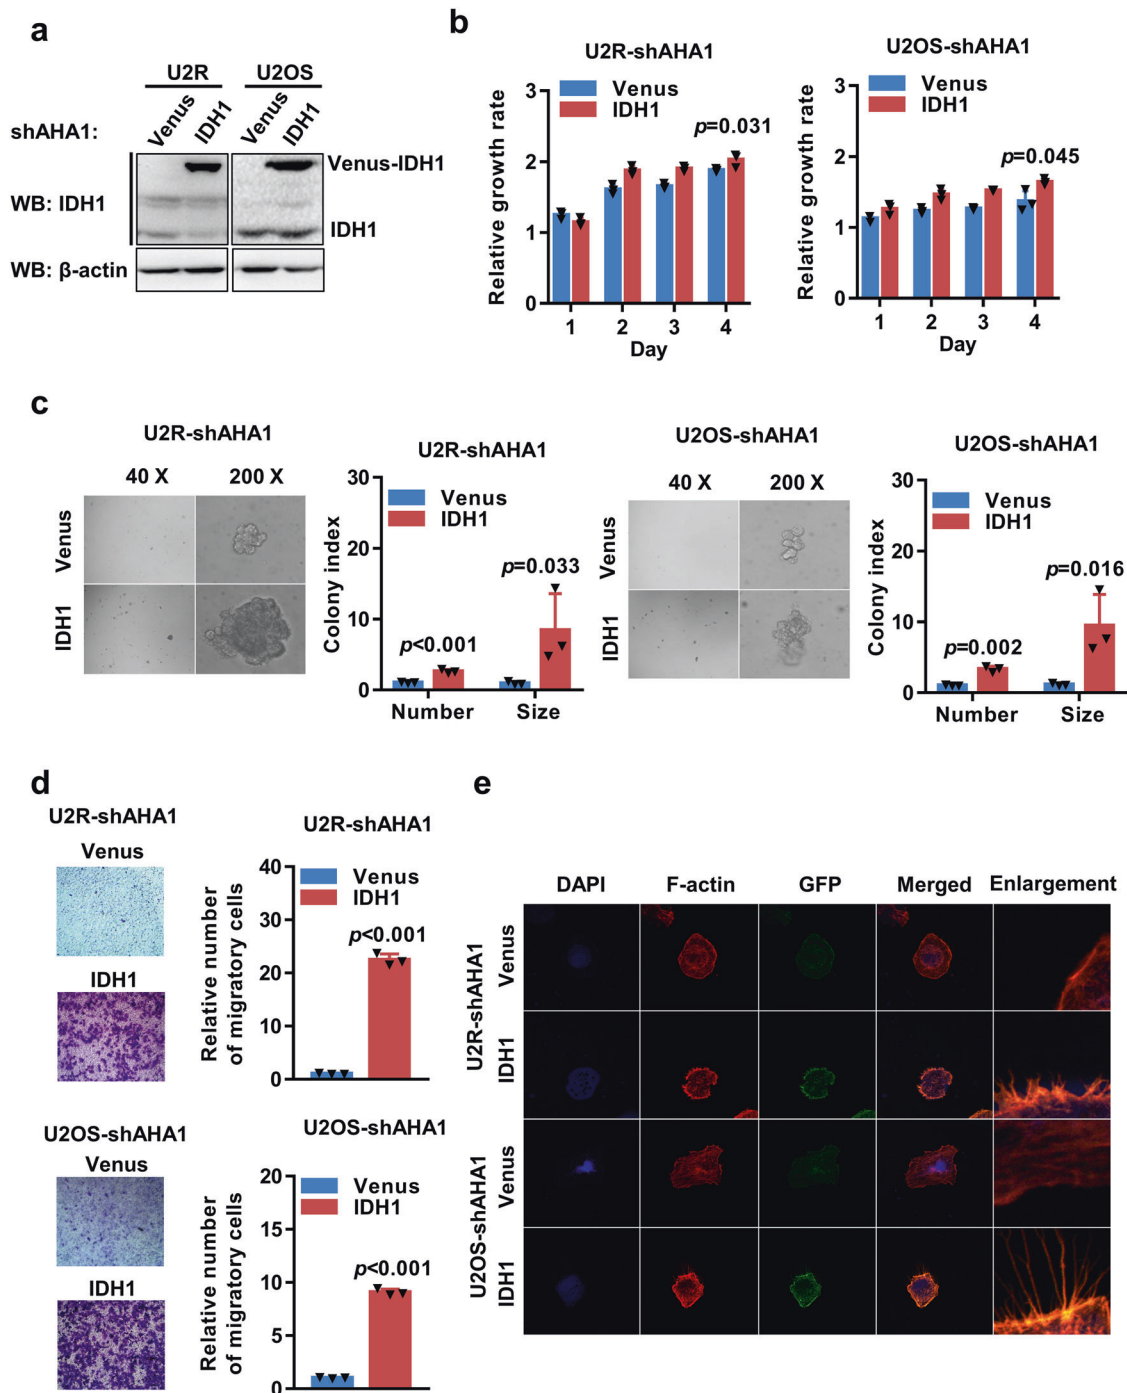 a
U2R
U2OS
Venus
IDH1
Venus
IDH1
shAHA1:
Venus-IDH1
WB: IDH1
IDH1
WB: β-actin
b
U2R-shAHA1
Venus
IDH1
Relative growth rate
3
2
1
0
p=0.031
1 2 3 4
Day
U2OS-shAHA1
Venus
IDH1
Relative growth rate
3
2
1
0
p=0.045
1 2 3 4
Day
c
U2R-shAHA1
40 X 200 X
Venus
IDH1
U2R-shAHA1
Venus
IDH1
Colony index
30
20
10
0
p<0.001
p=0.033
Number Size
U2OS-shAHA1
40 X 200 X
Venus
IDH1
U2OS-shAHA1
Venus
IDH1
Colony index
30
20
10
0
p=0.002
p=0.016
Number Size
d
U2R-shAHA1
Venus
IDH1
U2R-shAHA1
Venus
IDH1
Relative number
of migratory cells
40
30
20
10
0
p<0.001
U2OS-shAHA1
Venus
IDH1
U2OS-shAHA1
Venus
IDH1
Relative number
of migratory cells
20
15
10
5
0
p<0.001
e
DAPI F-actin GFP Merged Enlargement
U2R-shAHA1
Venus
IDH1
U2OS-shAHA1
Venus
IDH1